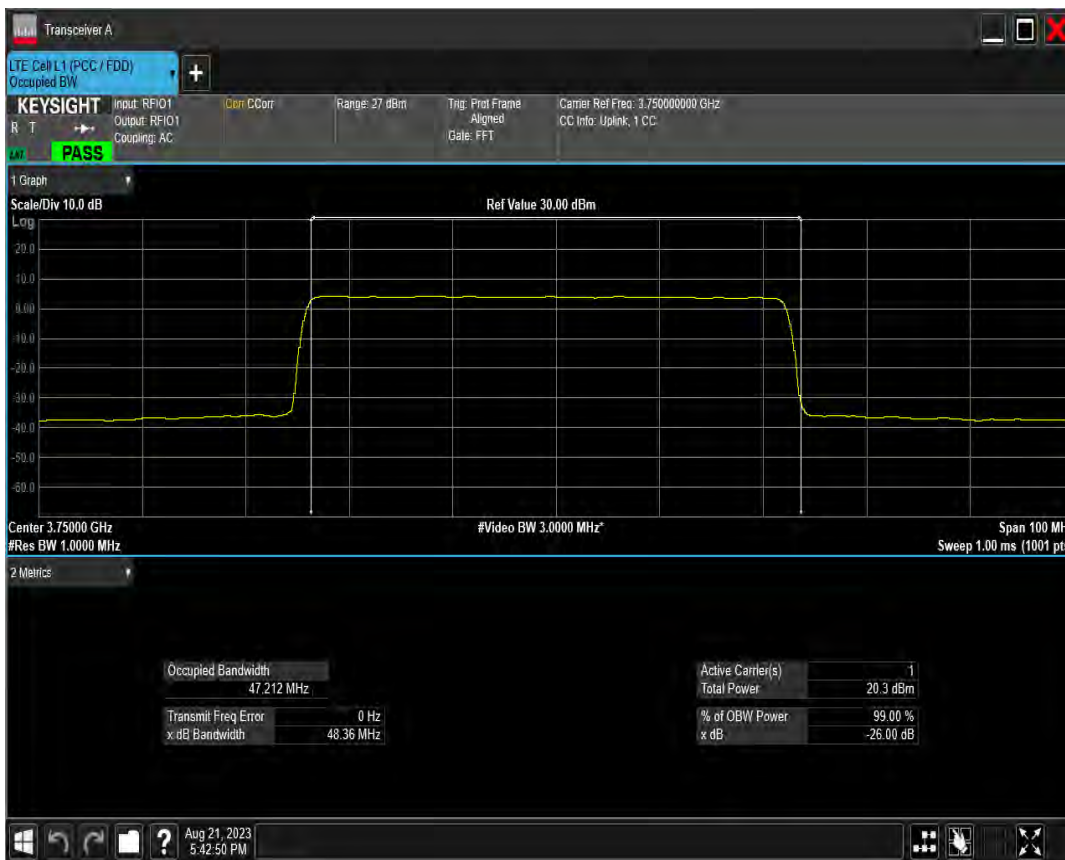 Transceiver A
LTE Cell L1 (PCC / FDD)
Occupied BW
+
KEYSIGHT
R T
PASS
Input: RFIO1
Output: RFIO1
Coupling: AC
Corr CCorr
Range: 27 dBm
Trig: Prot Frame
Aligned
Gate: FFT
Carrier Ref Freq: 3.750000000 GHz
CC Info: Uplink, 1 CC
1 Graph
Scale/Div 10.0 dB
Ref Value 30.00 dBm
Log
20.0
10.0
0.00
-10.0
-20.0
-30.0
-40.0
-50.0
-60.0
Center 3.75000 GHz
#Video BW 3.0000 MHz*
Span 100 MH
#Res BW 1.0000 MHz
Sweep 1.00 ms (1001 pts
2 Metrics
Occupied Bandwidth
47.212 MHz
Transmit Freq Error 0 Hz
x dB Bandwidth 48.36 MHz
Active Carrier(s) 1
Total Power 20.3 dBm
% of OBW Power 99.00 %
x dB -26.00 dB
?
Aug 21, 2023
5:42:50 PM